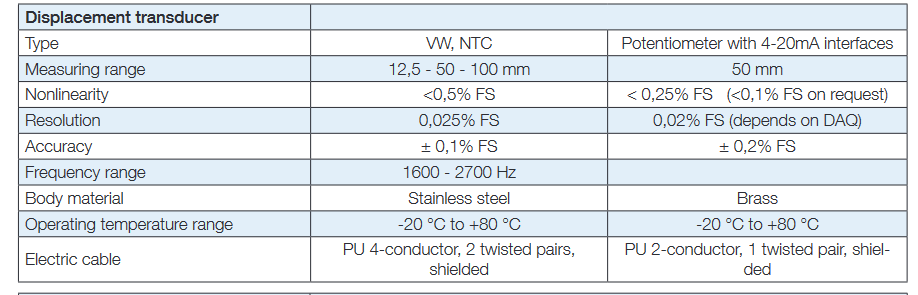 Displacement transducer
Type VW, NTC Potentiometer with 4-20mA interfaces
Measuring range 12,5 - 50 - 100 mm 50 mm
Nonlinearity <0,5% FS < 0,25% FS (<0,1% FS on request)
Resolution 0,025% FS 0,02% FS (depends on DAQ)
Accuracy ± 0,1% FS ± 0,2% FS
Frequency range 1600 - 2700 Hz
Body material Stainless steel Brass
Operating temperature range -20 °C to +80 °C -20 °C to +80 °C
Electric cable PU 4-conductor, 2 twisted pairs, PU 2-conductor, 1 twisted pair, shiel-
shielded ded